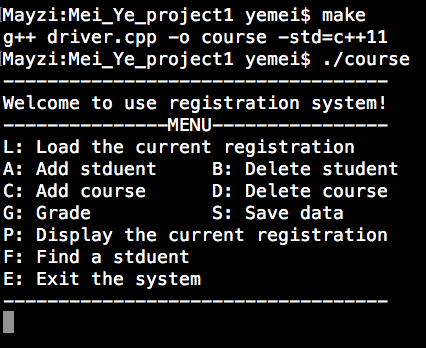 Mayzi:Mei_Ye_project1 yemei$ make
g++ driver.cpp -o course -std=c++11
Mayzi:Mei_Ye_project1 yemei$ ./course
-----------------------------------
Welcome to use registration system!
---------------MENU----------------
L: Load the current registration
A: Add stduent     B: Delete student
C: Add course      D: Delete course
G: Grade           S: Save data
P: Display the current registration
F: Find a stduent
E: Exit the system
-----------------------------------